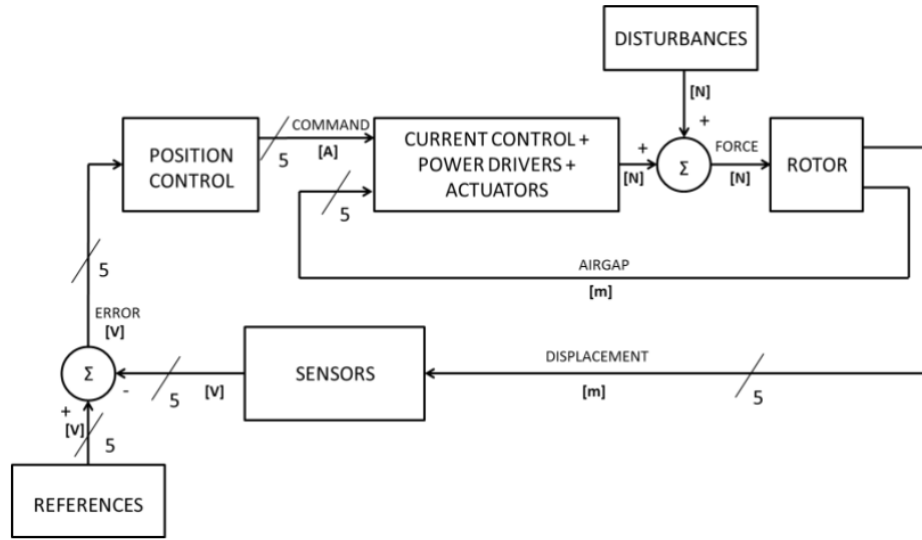 DISTURBANCES
[N]
+
COMMAND
5
[A]
POSITION
CONTROL
CURRENT CONTROL +
POWER DRIVERS +
ACTUATORS
5
+
[N]
Σ
FORCE
[N]
ROTOR
AIRGAP
[m]
5
ERROR
[V]
Σ
-
5
[V]
SENSORS
DISPLACEMENT
[m]
5
+
[V]
5
REFERENCES